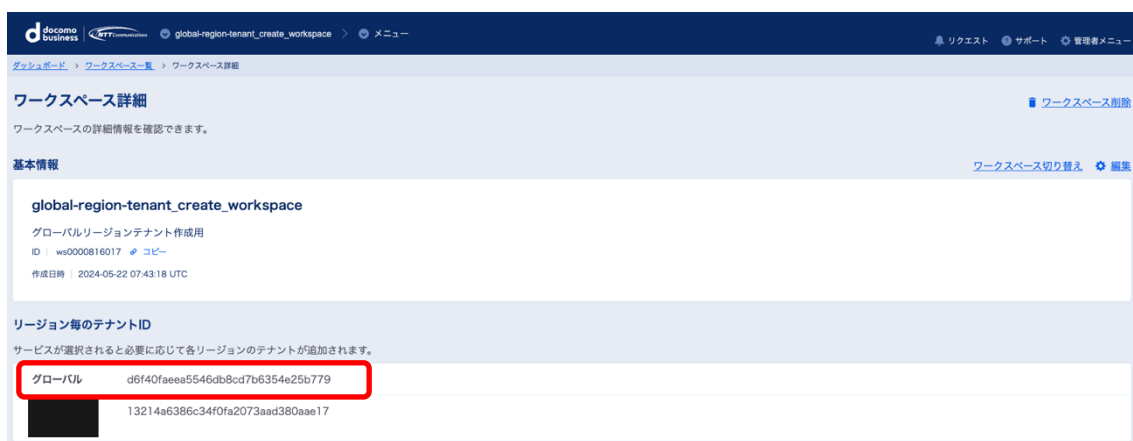 docomo business NTT Communications global-region-tenant_create_workspace > メニュー リクエスト サポート 管理者メニュー
ダッシュボード > ワークスペース一覧 > ワークスペース詳細
ワークスペース詳細 ワークスペース削除
ワークスペースの詳細情報を確認できます。
基本情報 ワークスペース切り替え 編集
global-region-tenant_create_workspace
グローバルリージョンテナント作成用
ID | ws0000816017 コピー
作成日時 | 2024-05-22 07:43:18 UTC
リージョン毎のテナントID
サービスが選択されると必要に応じて各リージョンのテナントが追加されます。
グローバル d6f40faeea5546db8cd7b6354e25b779
13214a6386c34f0fa2073aad380aae17